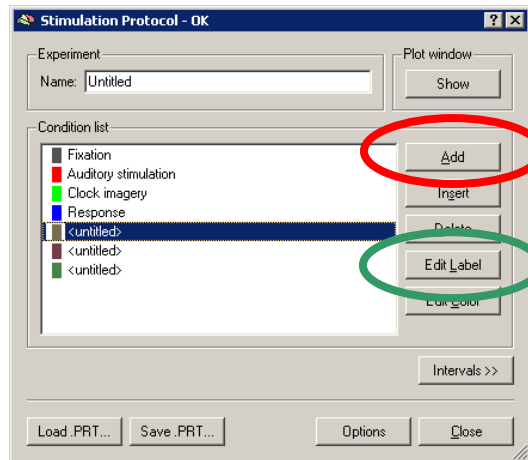 Stimulation Protocol - OK
Experiment
Name: Untitled
Plot window
Show
Condition list
Fixation
Auditory stimulation
Clock imagery
Response
<untitled>
<untitled>
<untitled>
Add
Insert
Delete
Edit Label
Edit Color
Intervals >>
Load .PRT...
Save .PRT...
Options
Close